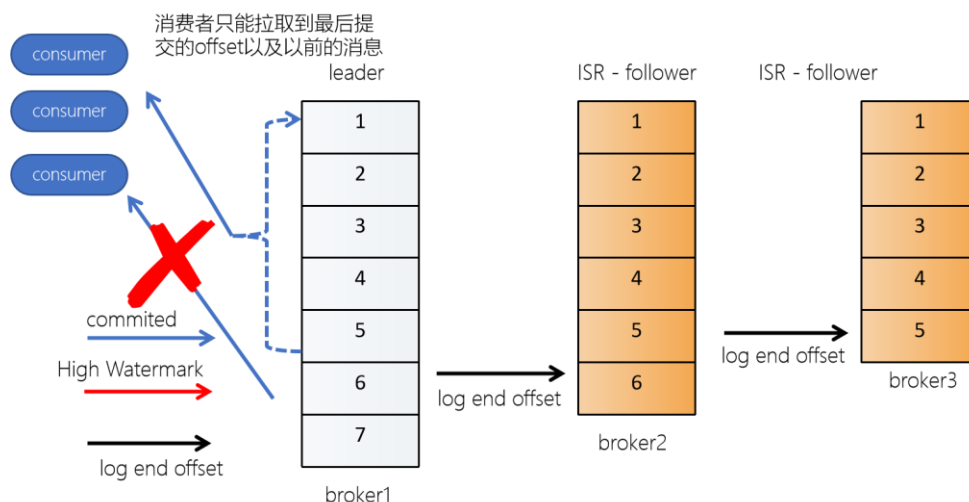 消费者只能拉取到最后提
交的offset以及以前的消息
consumer
consumer
consumer
leader
1
2
3
4
5
6
7
broker1
ISR - follower
1
2
3
4
5
6
broker2
ISR - follower
1
2
3
4
5
broker3
commited
High Watermark
log end offset
log end offset
log end offset